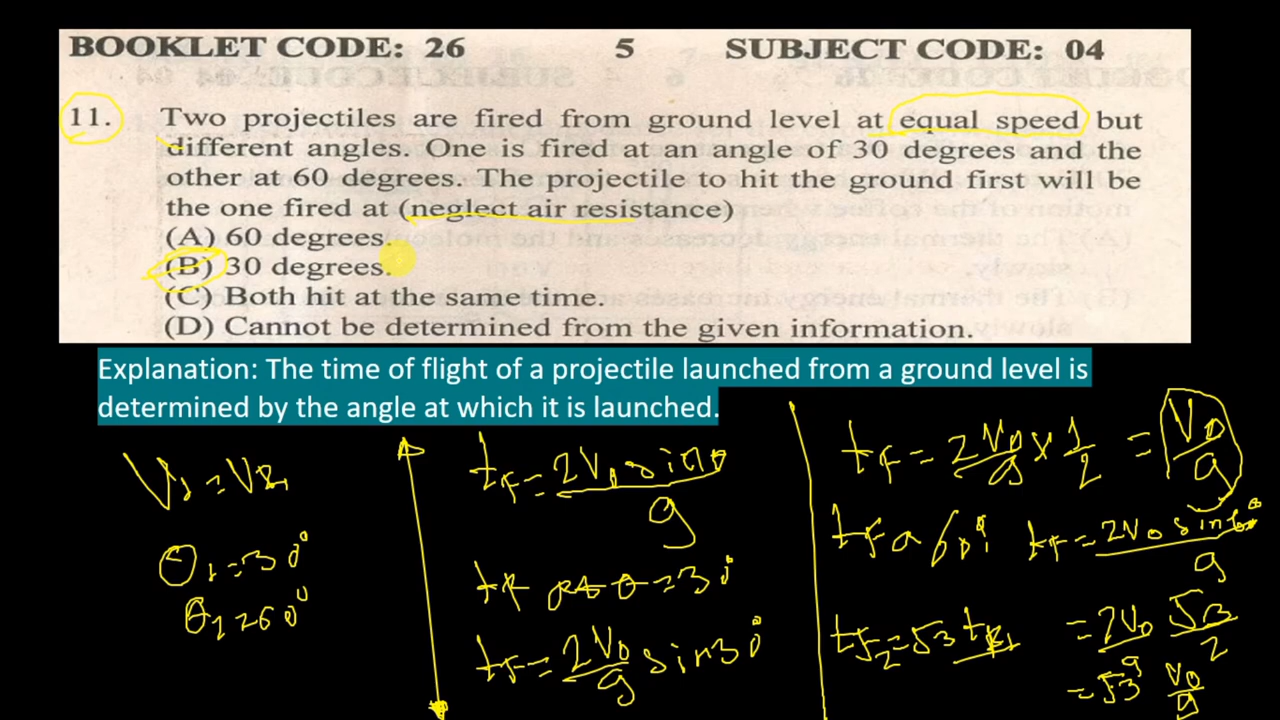 BOOKLET CODE: 26 5 SUBJECT CODE: 04
11. Two projectiles are fired from ground level at equal speed but
different angles. One is fired at an angle of 30 degrees and the
other at 60 degrees. The projectile to hit the ground first will be
the one fired at (neglect air resistance)
(A) 60 degrees.
(B) 30 degrees.
(C) Both hit at the same time.
(D) Cannot be determined from the given information.
Explanation: The time of flight of a projectile launched from a ground level is
determined by the angle at which it is launched.
θ₁=30°
θ₂=60°
tF = 2V₀ sinθ / g
θ=30°
tF = 2V₀/g sin30°
tF = 2V₀/g × 1/2 = V₀/g
tF = 2V₀ sin60° / g
= 2V₀/g √3/2
= √3 V₀/g